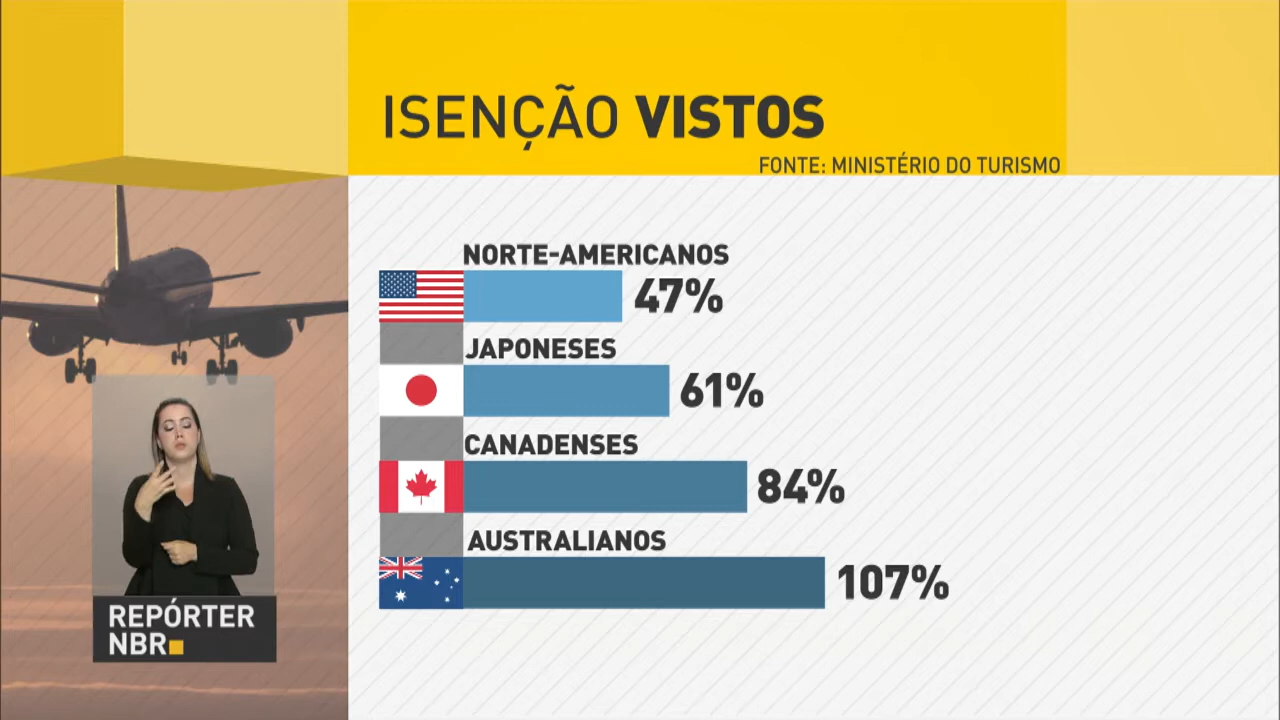 ISENÇÃO VISTOS
FONTE: MINISTÉRIO DO TURISMO
NORTE-AMERICANOS
47%
JAPONESES
61%
CANADENSES
84%
AUSTRALIANOS
107%
REPÓRTER
NBR